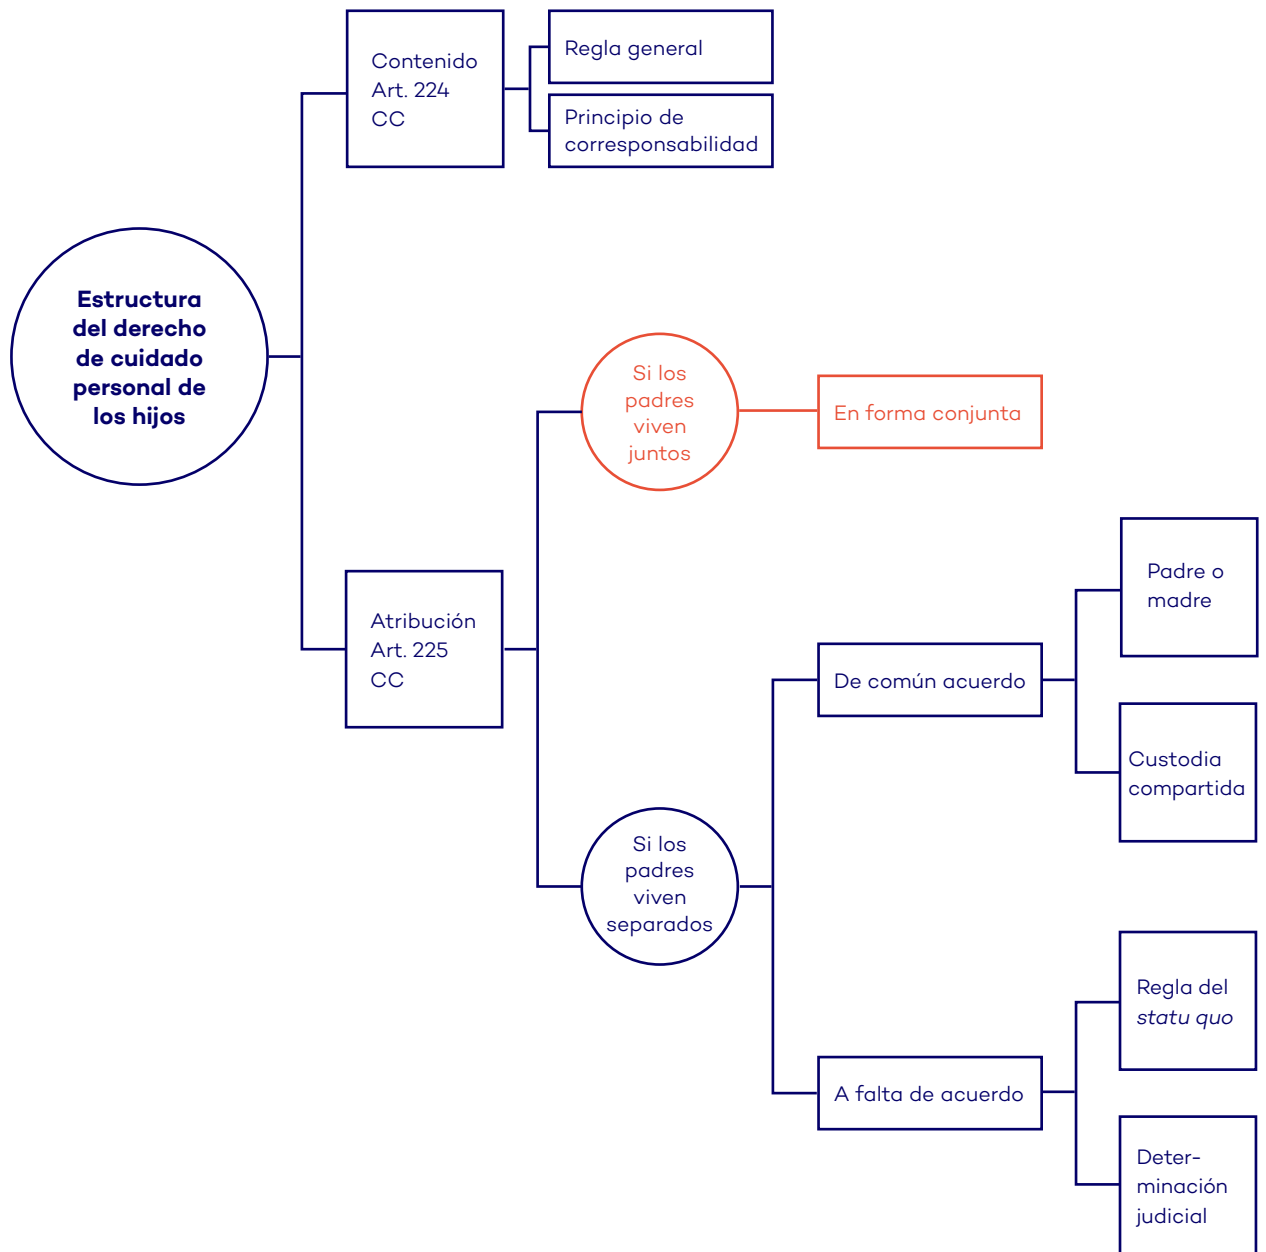 Contenido
Art. 224
CC
Regla general
Principio de
corresponsabilidad
Estructura
del derecho
de cuidado
personal de
los hijos
Si los
padres
viven
juntos
En forma conjunta
Atribución
Art. 225
CC
Padre o
madre
De común acuerdo
Custodia
compartida
Si los
padres
viven
separados
Regla del
statu quo
A falta de acuerdo
Deter-
minación
judicial